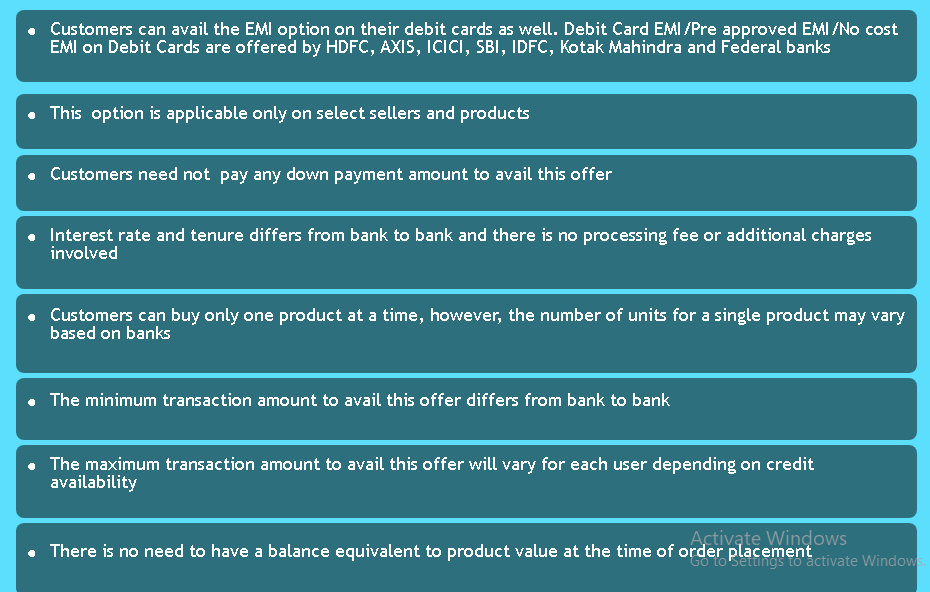 ● Customers can avail the EMI option on their debit cards as well. Debit Card EMI/Pre approved EMI/No cost
EMI on Debit Cards are offered by HDFC, AXIS, ICICI, SBI, IDFC, Kotak Mahindra and Federal banks
● This  option is applicable only on select sellers and products
● Customers need not  pay any down payment amount to avail this offer
● Interest rate and tenure differs from bank to bank and there is no processing fee or additional charges
involved
● Customers can buy only one product at a time, however, the number of units for a single product may vary
based on banks
● The minimum transaction amount to avail this offer differs from bank to bank
● The maximum transaction amount to avail this offer will vary for each user depending on credit
availability
● There is no need to have a balance equivalent to product value at the time of order placement
Activate Windows
Go to Settings to activate Windows.